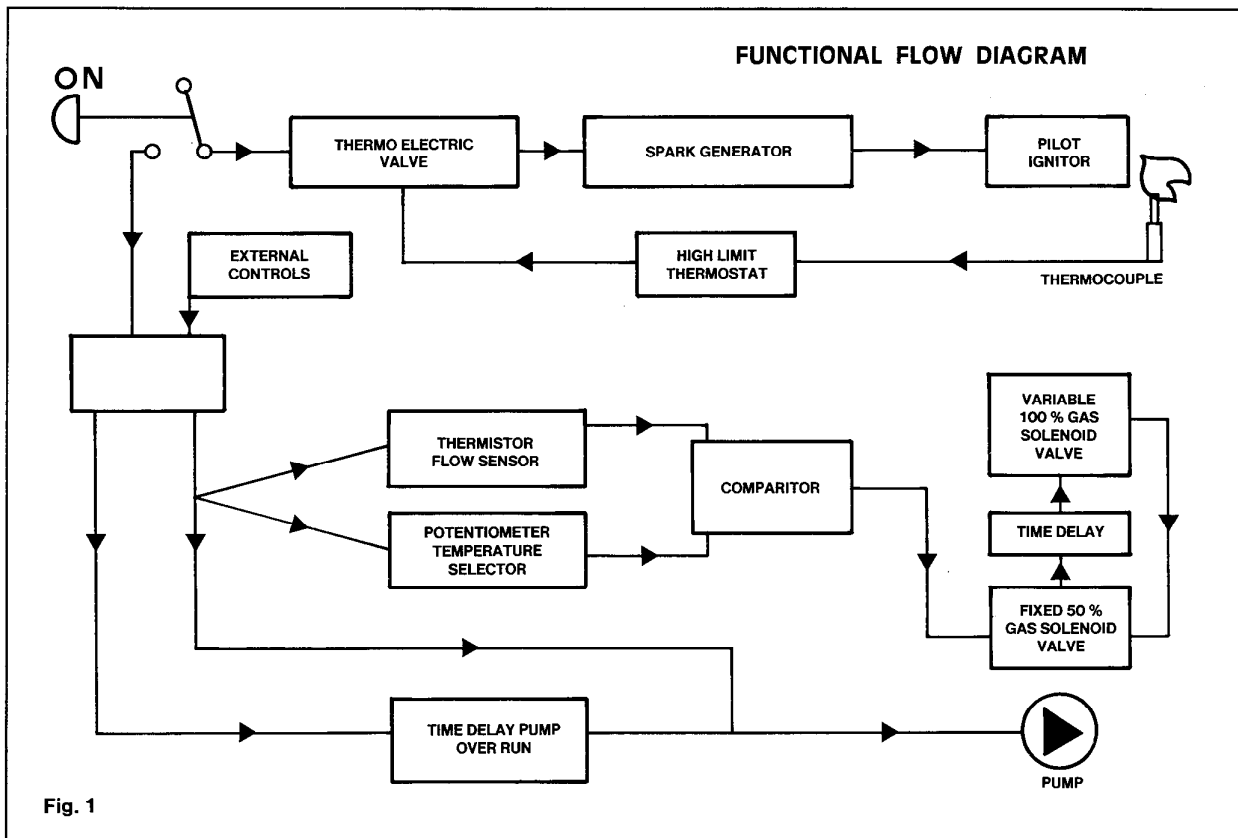 FUNCTIONAL FLOW DIAGRAM
ON
THERMO ELECTRIC
VALVE
SPARK GENERATOR
PILOT
IGNITOR
EXTERNAL
CONTROLS
HIGH LIMIT
THERMOSTAT
THERMOCOUPLE
THERMISTOR
FLOW SENSOR
POTENTIOMETER
TEMPERATURE
SELECTOR
COMPARITOR
VARIABLE
100 % GAS
SOLENOID
VALVE
TIME DELAY
FIXED 50 %
GAS SOLENOID
VALVE
TIME DELAY PUMP
OVER RUN
PUMP
Fig. 1